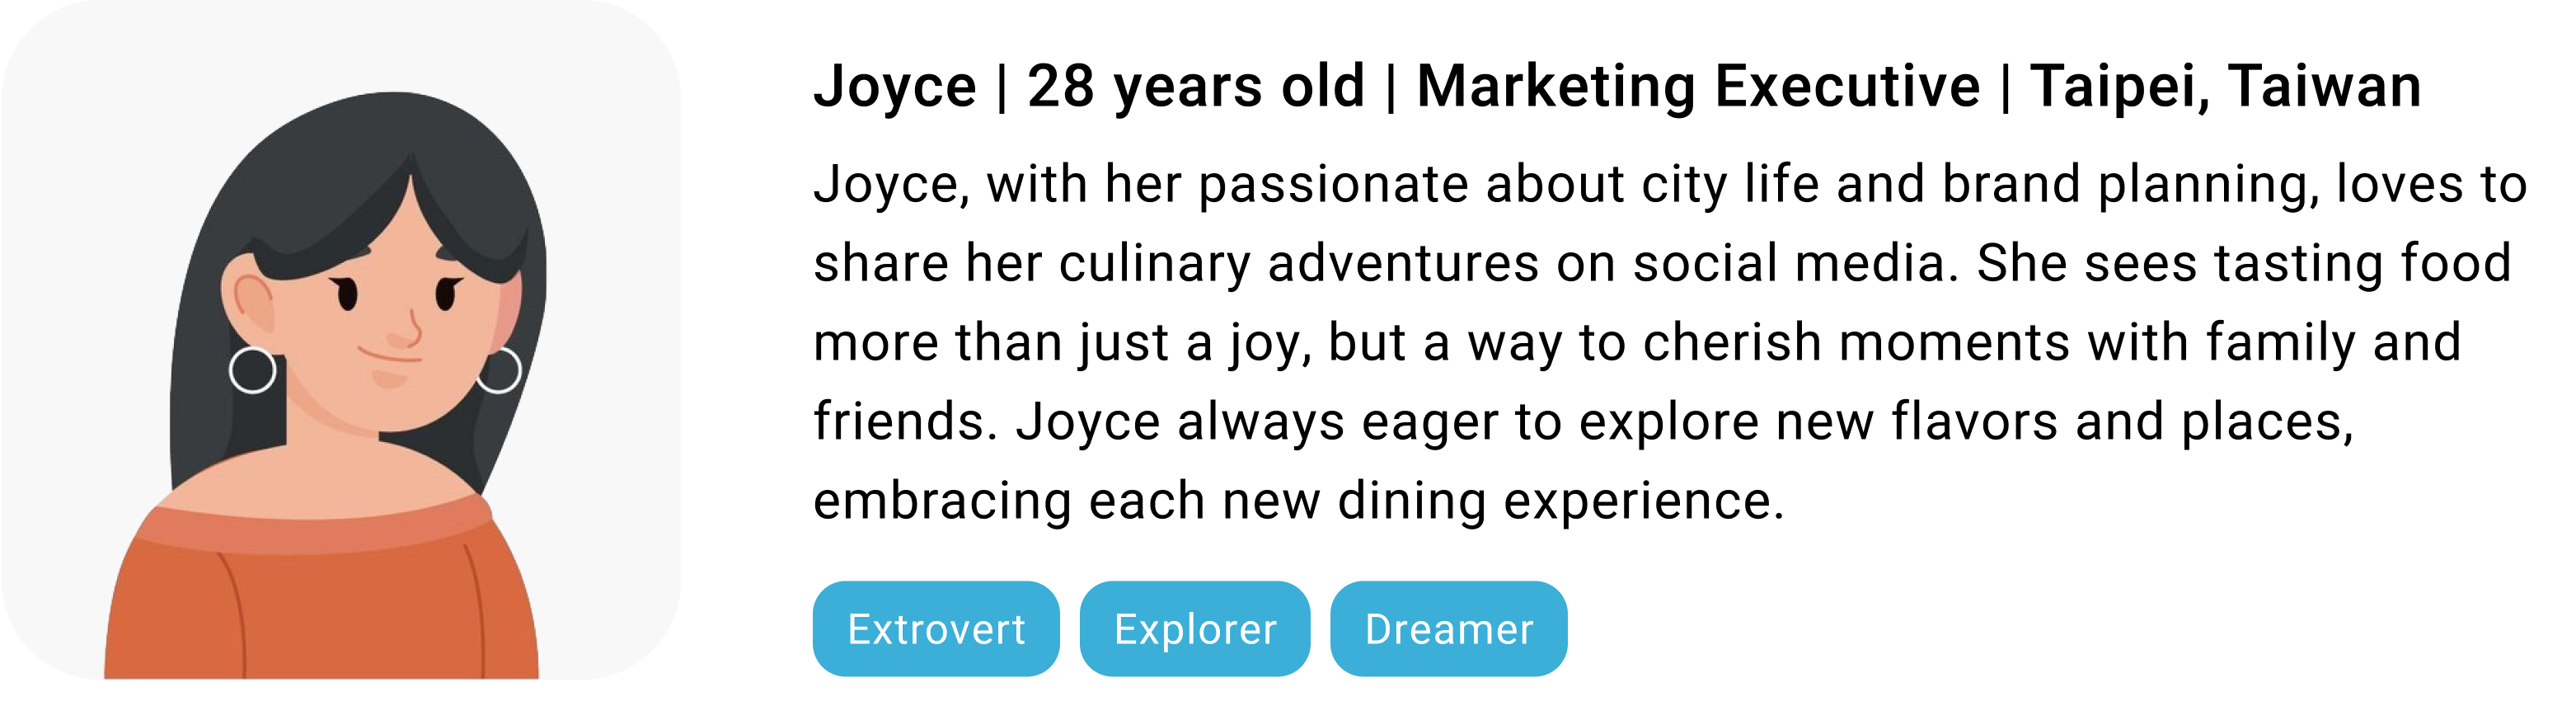 Joyce | 28 years old | Marketing Executive | Taipei, Taiwan
Joyce, with her passionate about city life and brand planning, loves to
share her culinary adventures on social media. She sees tasting food
more than just a joy, but a way to cherish moments with family and
friends. Joyce always eager to explore new flavors and places,
embracing each new dining experience.
Extrovert Explorer Dreamer